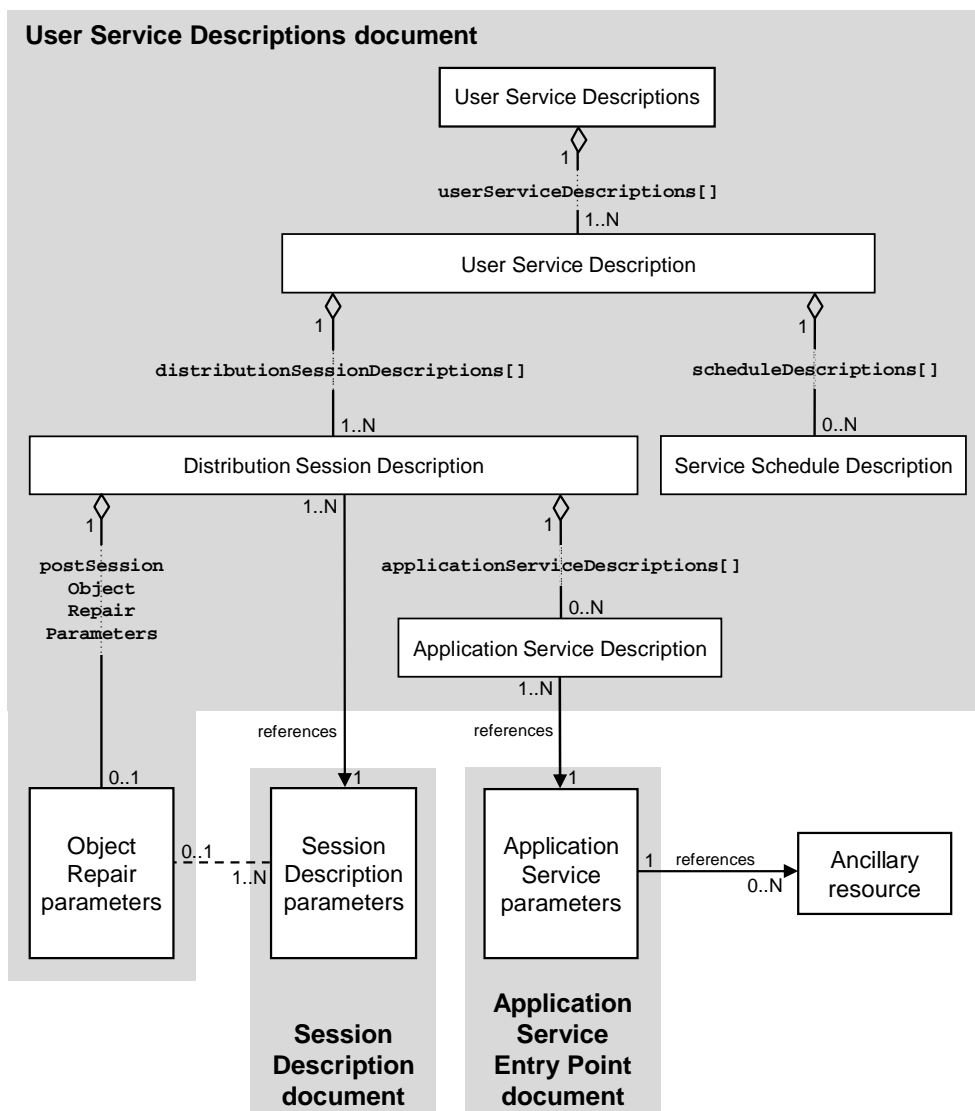 User Service Descriptions document
User Service Descriptions
1
userServiceDescriptions[]
1..N
User Service Description
1
1
distributionSessionDescriptions[]
scheduleDescriptions[]
1..N
0..N
Distribution Session Description
Service Schedule Description
1
1..N
1
postSession
Object
Repair
Parameters
applicationServiceDescriptions[]
0..N
Application Service Description
1..N
references
references
0..1
1
1
Object
Repair
parameters
0..1
1..N
Session
Description
parameters
Application
Service
parameters
1
references
0..N
Ancillary
resource
Session
Description
document
Application
Service
Entry Point
document